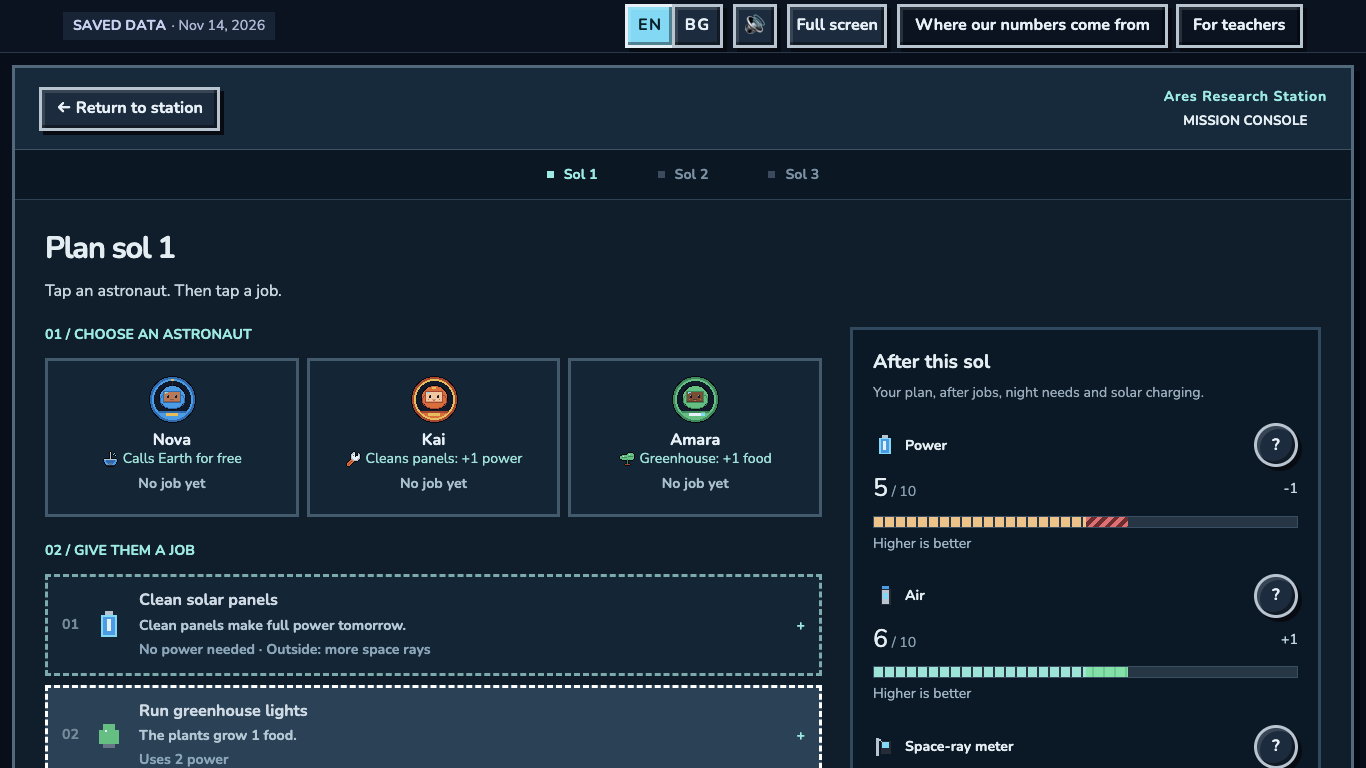 SAVED DATA · Nov 14, 2026
EN BG Full screen Where our numbers come from For teachers
← Return to station
Ares Research Station
MISSION CONSOLE
Sol 1 Sol 2 Sol 3
Plan sol 1
Tap an astronaut. Then tap a job.
01 / CHOOSE AN ASTRONAUT
Nova
Calls Earth for free
No job yet
Kai
Cleans panels: +1 power
No job yet
Amara
Greenhouse: +1 food
No job yet
02 / GIVE THEM A JOB
01
Clean solar panels
Clean panels make full power tomorrow.
No power needed · Outside: more space rays
+
02
Run greenhouse lights
The plants grow 1 food.
Uses 2 power
+
After this sol
Your plan, after jobs, night needs and solar charging.
Power ?
5 / 10 -1
Higher is better
Air ?
6 / 10 +1
Higher is better
Space-ray meter ?